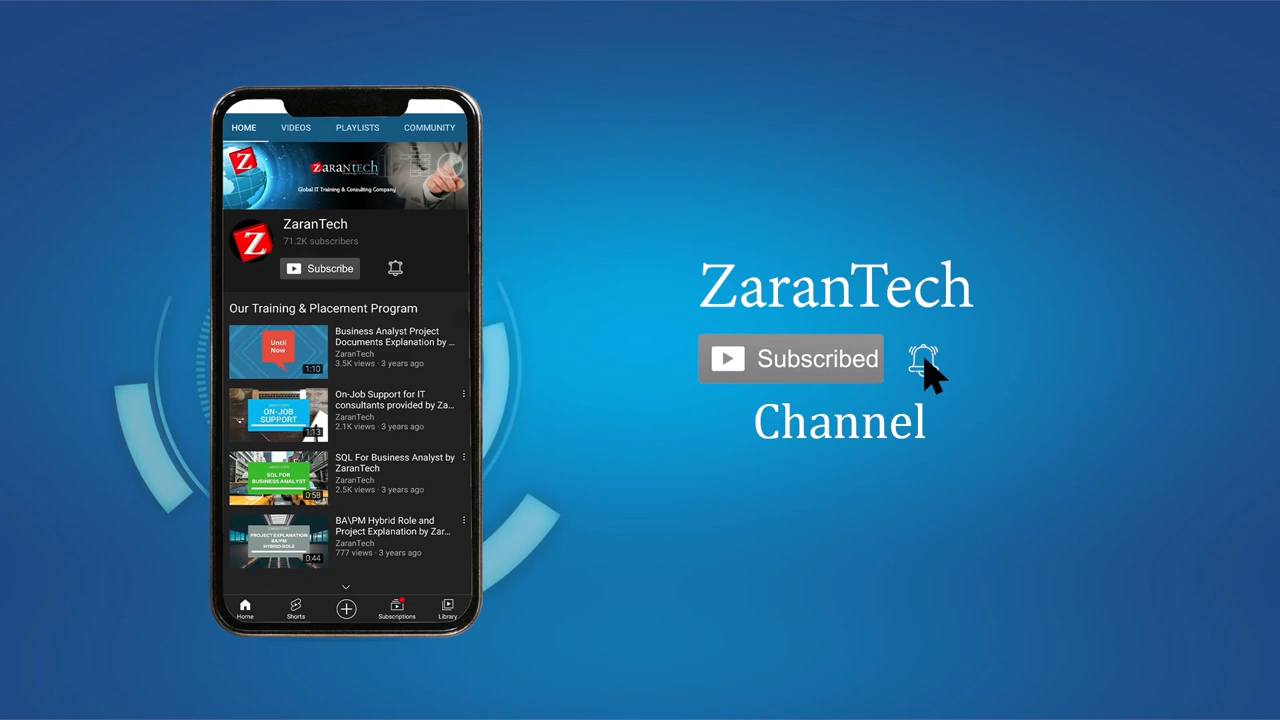 HOME VIDEOS PLAYLISTS COMMUNITY
Z
ZARANTECH
Global IT Training & Consulting Company
Z
ZaranTech
71.2K subscribers
Subscribe
Our Training & Placement Program
Until
Now
1:10
Business Analyst Project
Documents Explanation by ...
ZaranTech
3.5K views · 3 years ago
ON-JOB
SUPPORT
1:13
On-Job Support for IT
consultants provided by Za...
ZaranTech
2.1K views · 3 years ago
SQL FOR
BUSINESS ANALYST
0:58
SQL For Business Analyst by
ZaranTech
ZaranTech
2.5K views · 3 years ago
PROJECT EXPLANATION
BA/PM
HYBRID ROLE
0:44
BA\PM Hybrid Role and
Project Explanation by Zar...
ZaranTech
777 views · 3 years ago
Home Shorts Subscriptions Library
ZaranTech
Subscribed
Channel